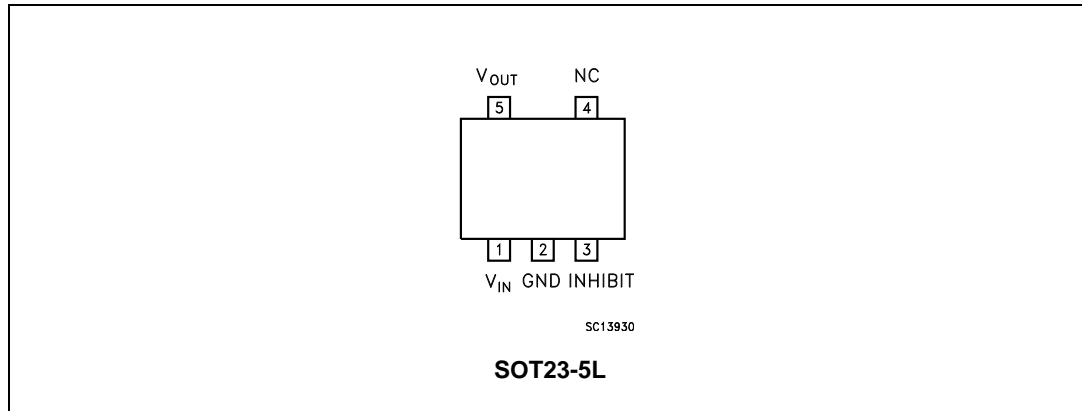 VOUT NC
5 4
1 2 3
VIN GND INHIBIT
SC13930
SOT23-5L